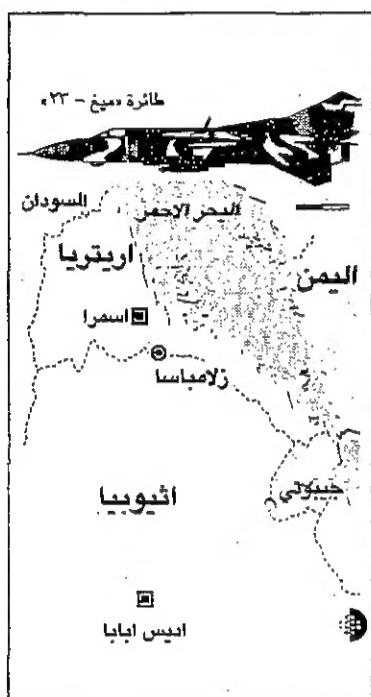 طائرة «ميغ - ٢٣»
السودان
البحر الاحمر
اريتريا
اليمن
اسمرا
زلامباسا
جيبوتي
اثيوبيا
اديس ابابا